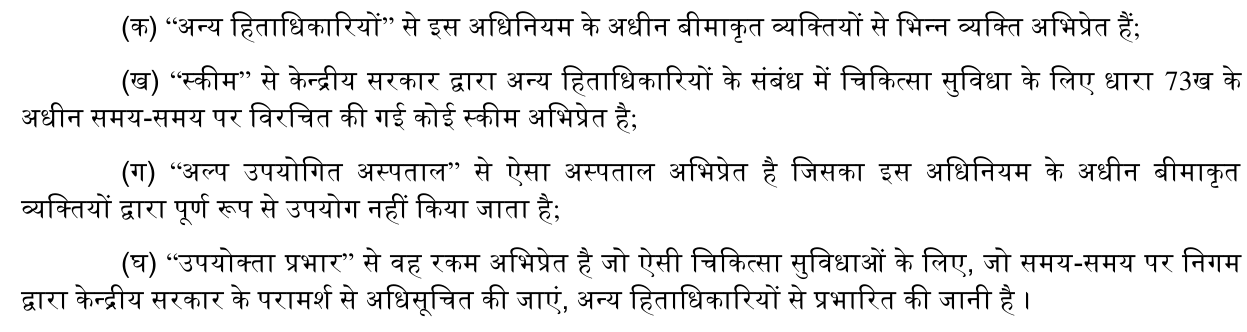 (क) “अन्य हिताधिकारियों” से इस अधिनियम के अधीन बीमाकृत व्यक्तियों से भिन्न व्यक्ति अभिप्रेत हैं;
(ख) “स्कीम” से केन्द्रीय सरकार द्वारा अन्य हिताधिकारियों के संबंध में चिकित्सा सुविधा के लिए धारा 73ख के
अधीन समय-समय पर विरचित की गई कोई स्कीम अभिप्रेत है;
(ग) “अल्प उपयोगित अस्पताल” से ऐसा अस्पताल अभिप्रेत है जिसका इस अधिनियम के अधीन बीमाकृत
व्यक्तियों द्वारा पूर्ण रूप से उपयोग नहीं किया जाता है;
(घ) “उपयोक्ता प्रभार” से वह रकम अभिप्रेत है जो ऐसी चिकित्सा सुविधाओं के लिए, जो समय-समय पर निगम
द्वारा केन्द्रीय सरकार के परामर्श से अधिसूचित की जाएं, अन्य हिताधिकारियों से प्रभारित की जानी है ।